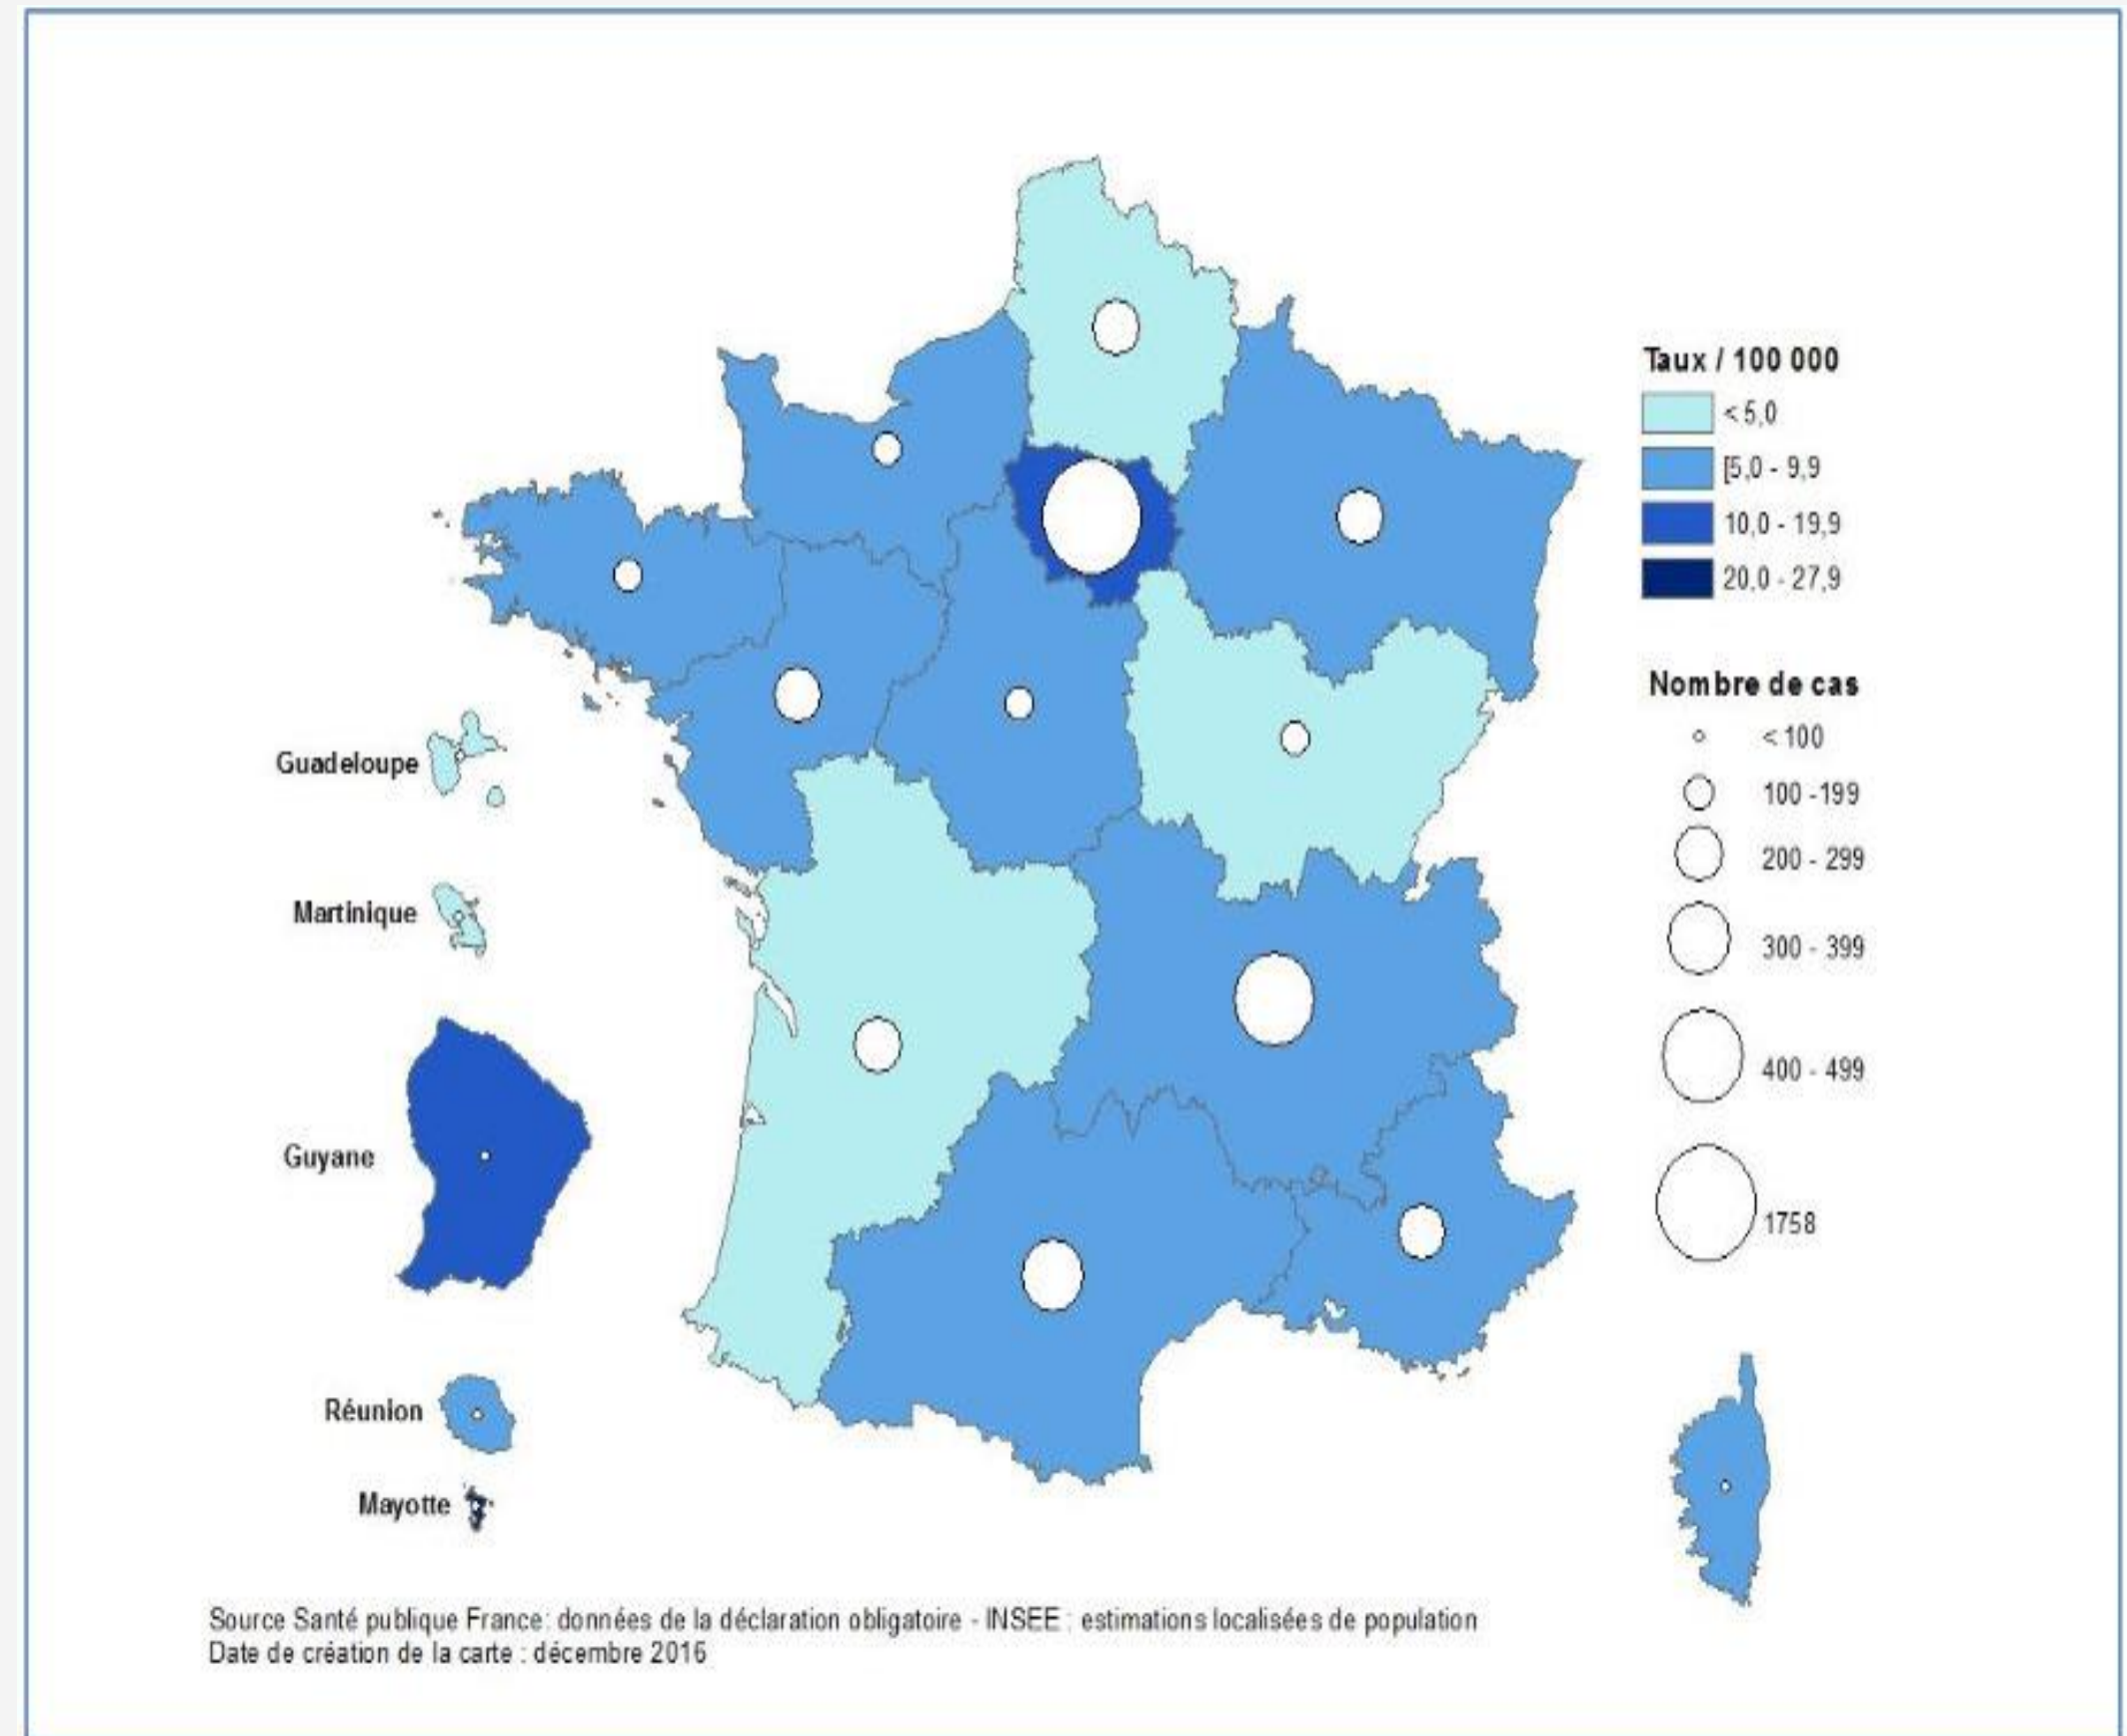 Taux / 100 000
< 5,0
[5,0 - 9,9
10,0 - 19,9
20,0 - 27,9
Nombre de cas
< 100
100 -199
200 - 299
300 - 399
400 - 499
1758
Guadeloupe
Martinique
Guyane
Réunion
Mayotte
Source Santé publique France: données de la déclaration obligatoire - INSEE : estimations localisées de population
Date de création de la carte : décembre 2016